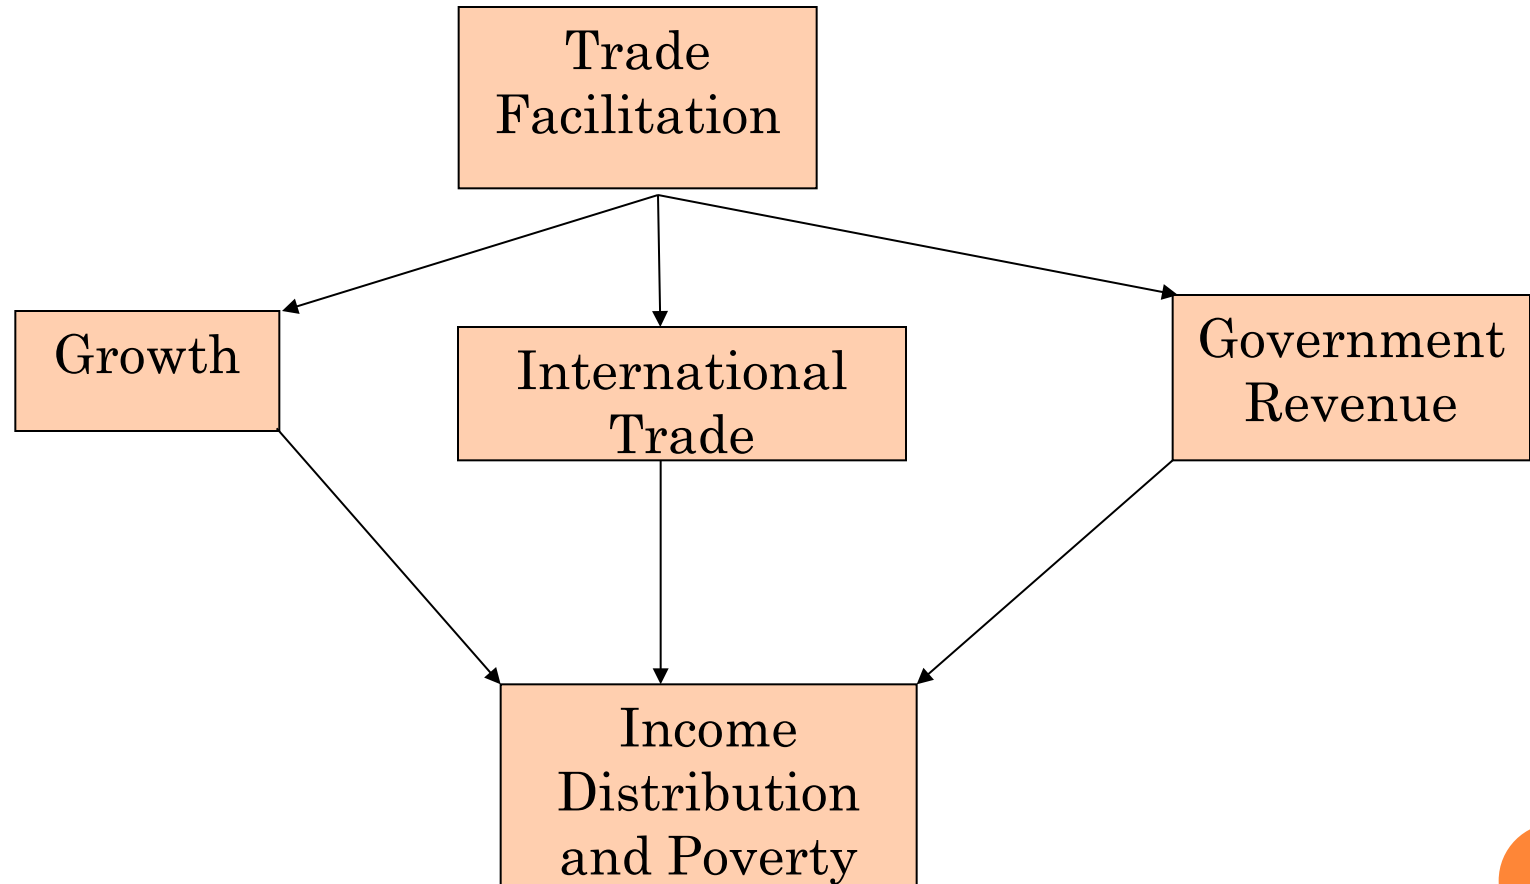 Trade
Facilitation
Growth
International
Trade
Government
Revenue
Income
Distribution
and Poverty